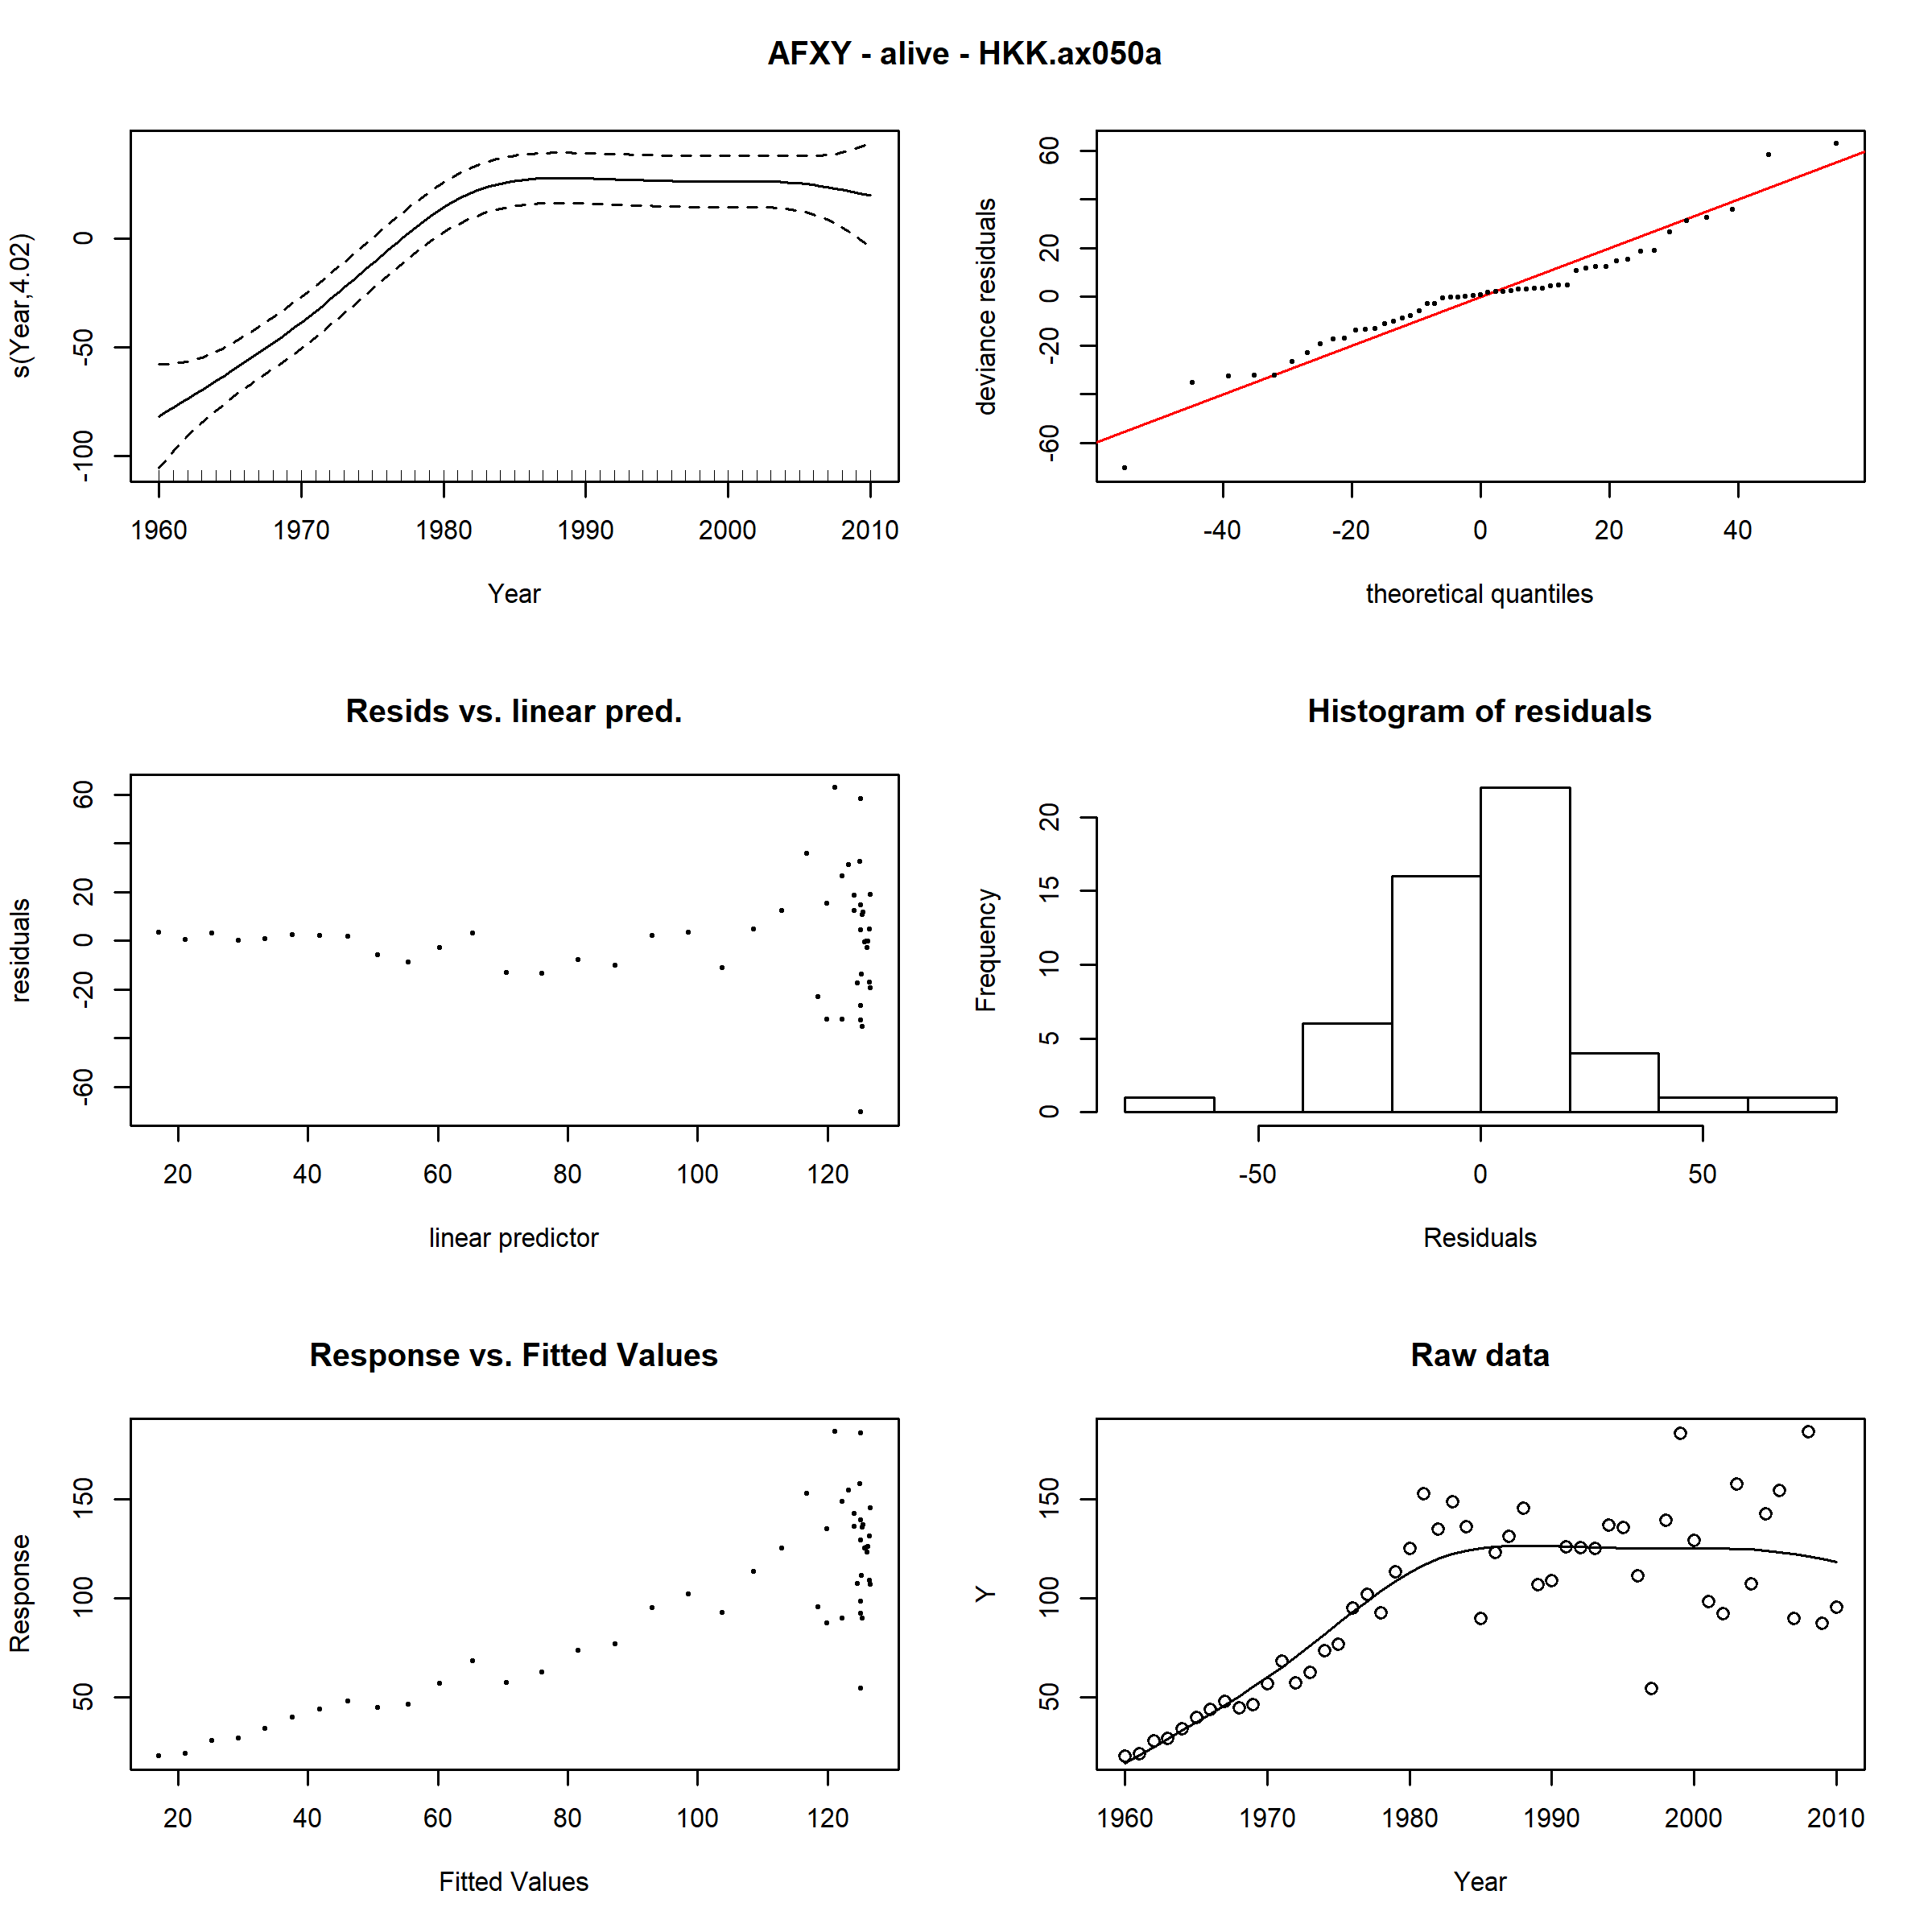 AFXY - alive - HKK.ax050a
s(Year,4.02)
0
-50
-100
1960 1970 1980 1990 2000 2010
Year
deviance residuals
60
20
0
-20
-60
-40 -20 0 20 40
theoretical quantiles
Resids vs. linear pred.
residuals
60
20
0
-20
-60
20 40 60 80 100 120
linear predictor
Histogram of residuals
Frequency
20
15
10
5
0
-50 0 50
Residuals
Response vs. Fitted Values
Response
150
100
50
20 40 60 80 100 120
Fitted Values
Raw data
Y
150
100
50
1960 1970 1980 1990 2000 2010
Year